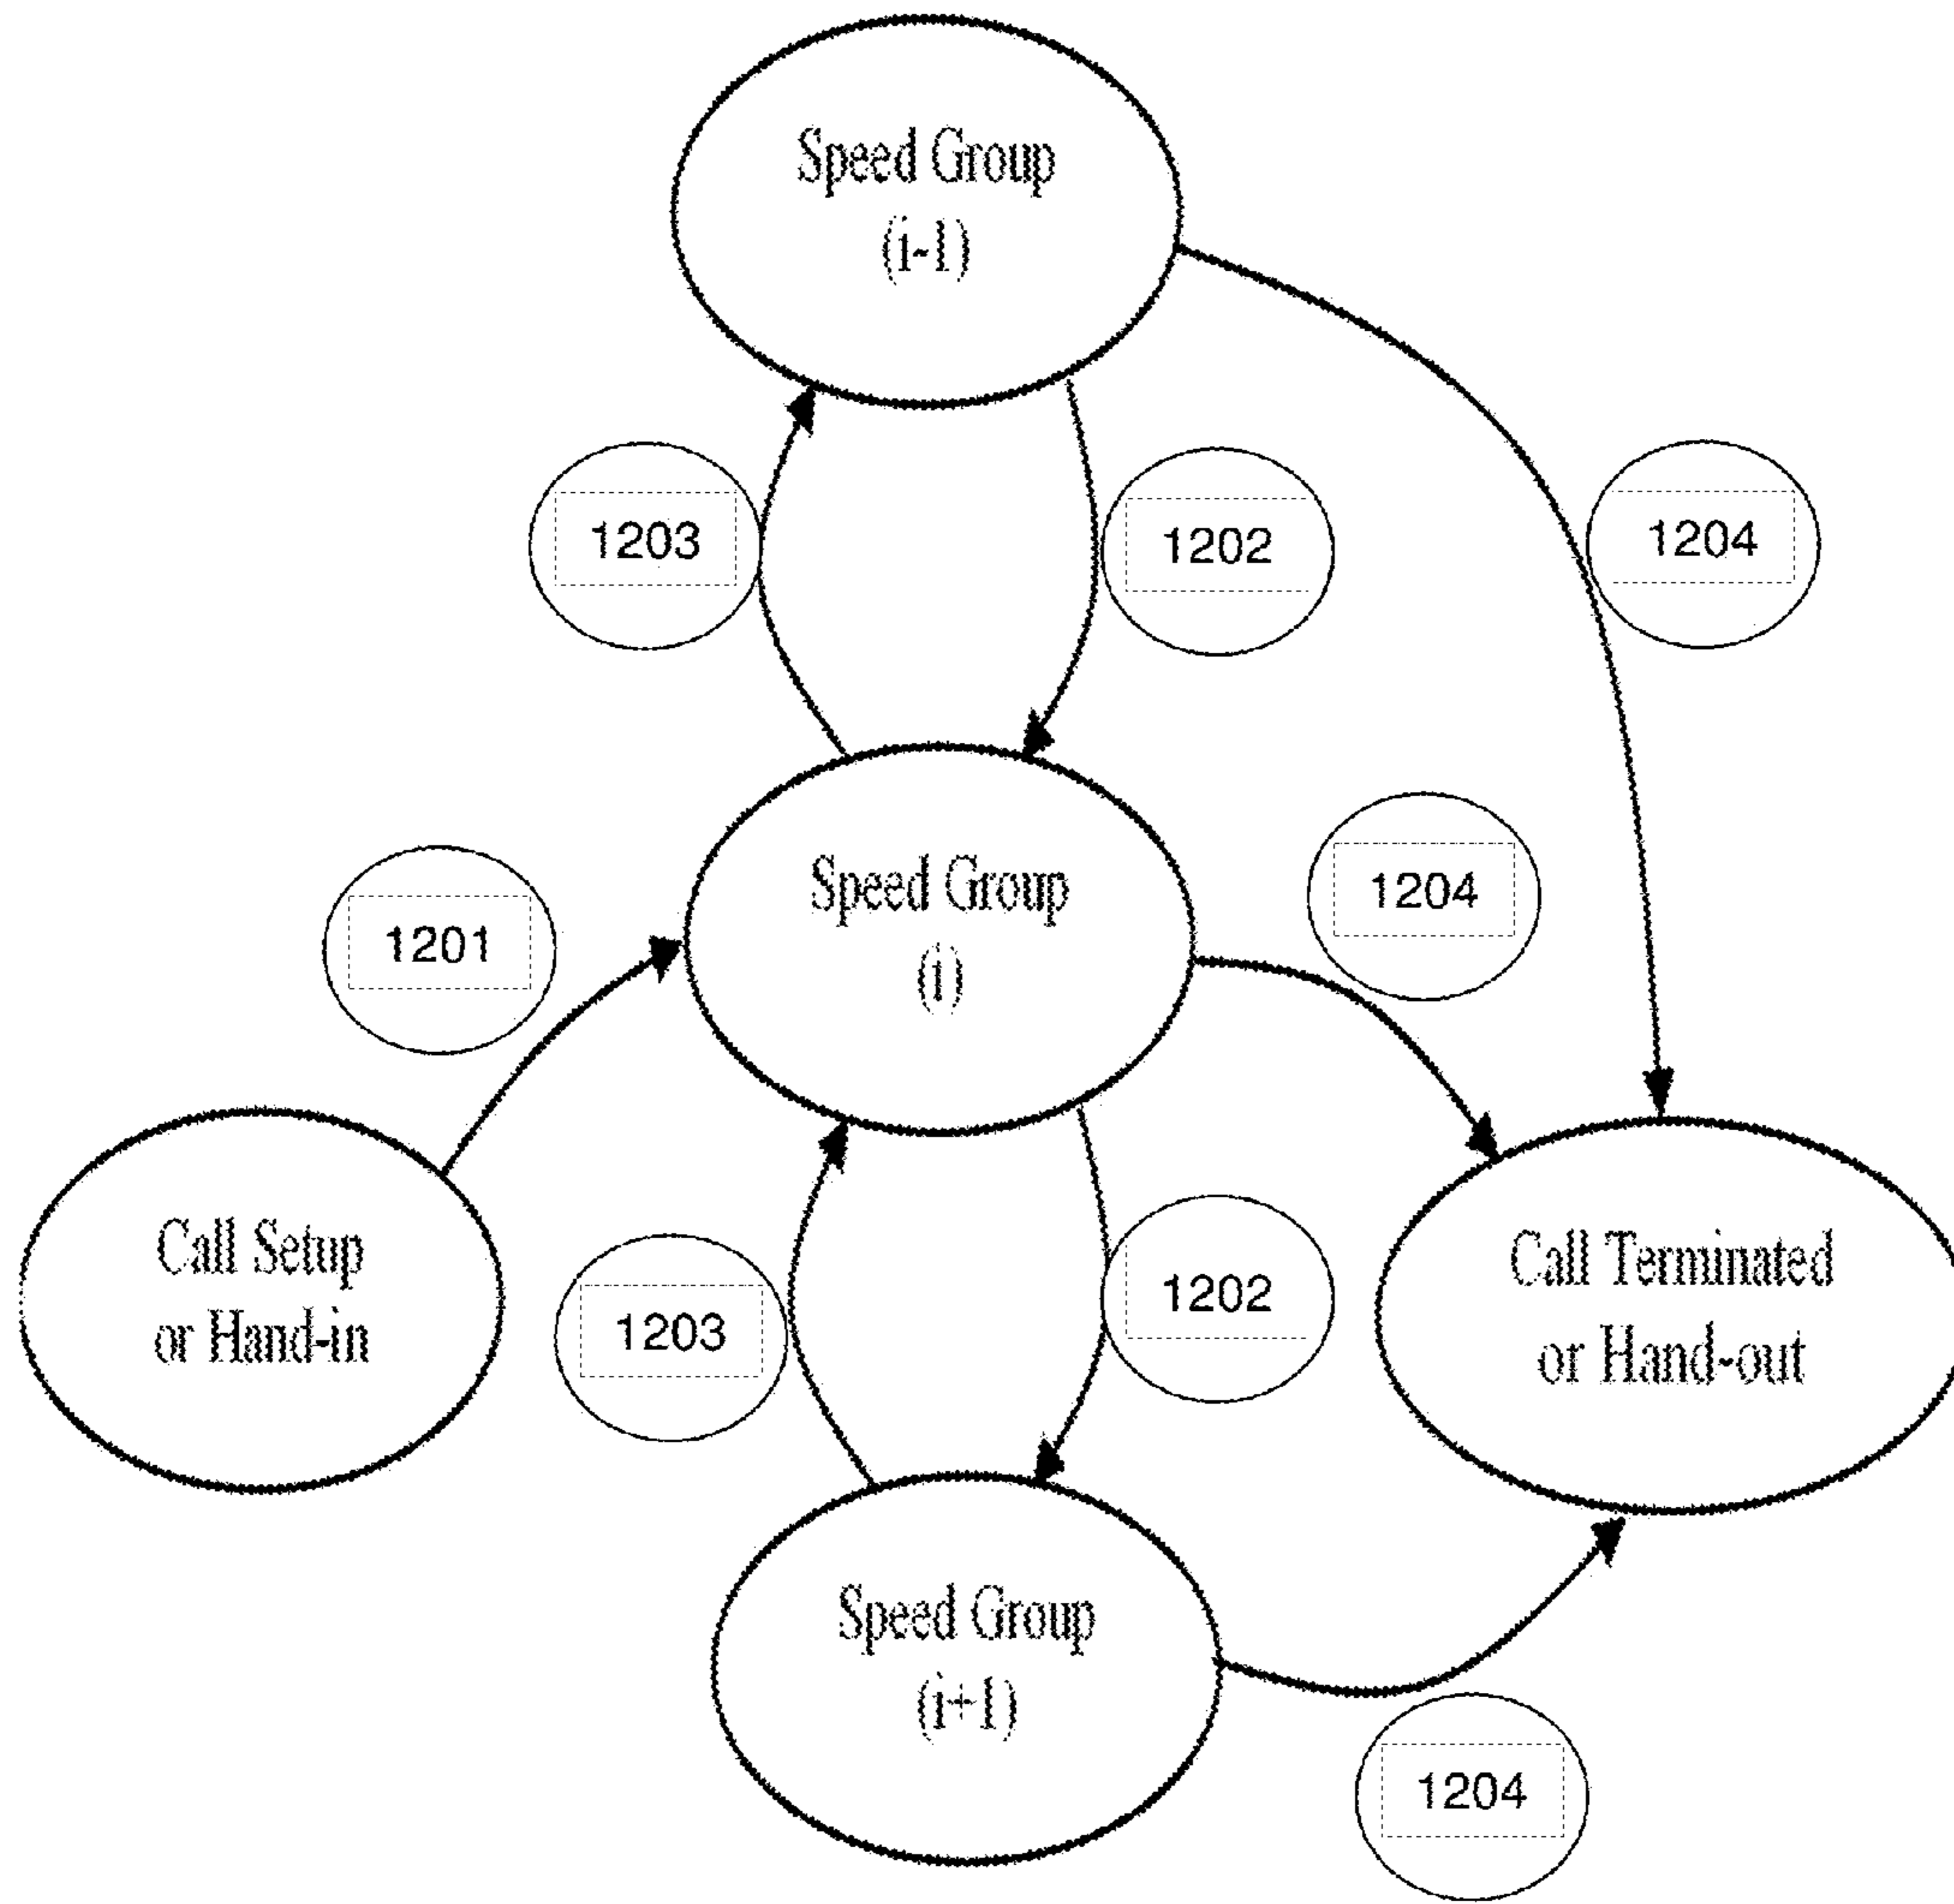 Speed Group
(i-1)
1203
1202
1204
Speed Group
(i)
1204
1201
Call Setup
or Hand-in
1203
1202
Call Terminated
or Hand-out
Speed Group
(i+1)
1204